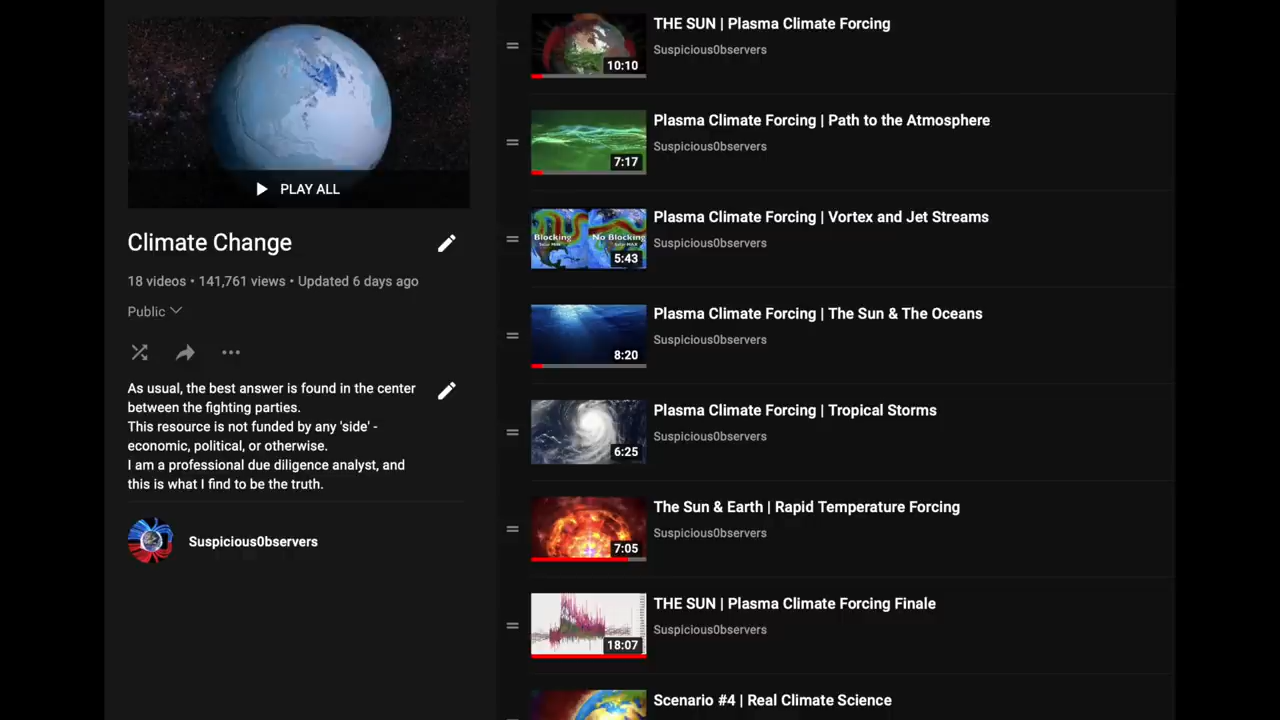 PLAY ALL
Climate Change
18 videos • 141,761 views • Updated 6 days ago
Public
As usual, the best answer is found in the center
between the fighting parties.
This resource is not funded by any 'side' -
economic, political, or otherwise.
I am a professional due diligence analyst, and
this is what I find to be the truth.
Suspicious0bservers
THE SUN | Plasma Climate Forcing
Suspicious0bservers
10:10
Plasma Climate Forcing | Path to the Atmosphere
Suspicious0bservers
7:17
Plasma Climate Forcing | Vortex and Jet Streams
Suspicious0bservers
Blocking No Blocking
5:43
Plasma Climate Forcing | The Sun & The Oceans
Suspicious0bservers
8:20
Plasma Climate Forcing | Tropical Storms
Suspicious0bservers
6:25
The Sun & Earth | Rapid Temperature Forcing
Suspicious0bservers
7:05
THE SUN | Plasma Climate Forcing Finale
Suspicious0bservers
18:07
Scenario #4 | Real Climate Science